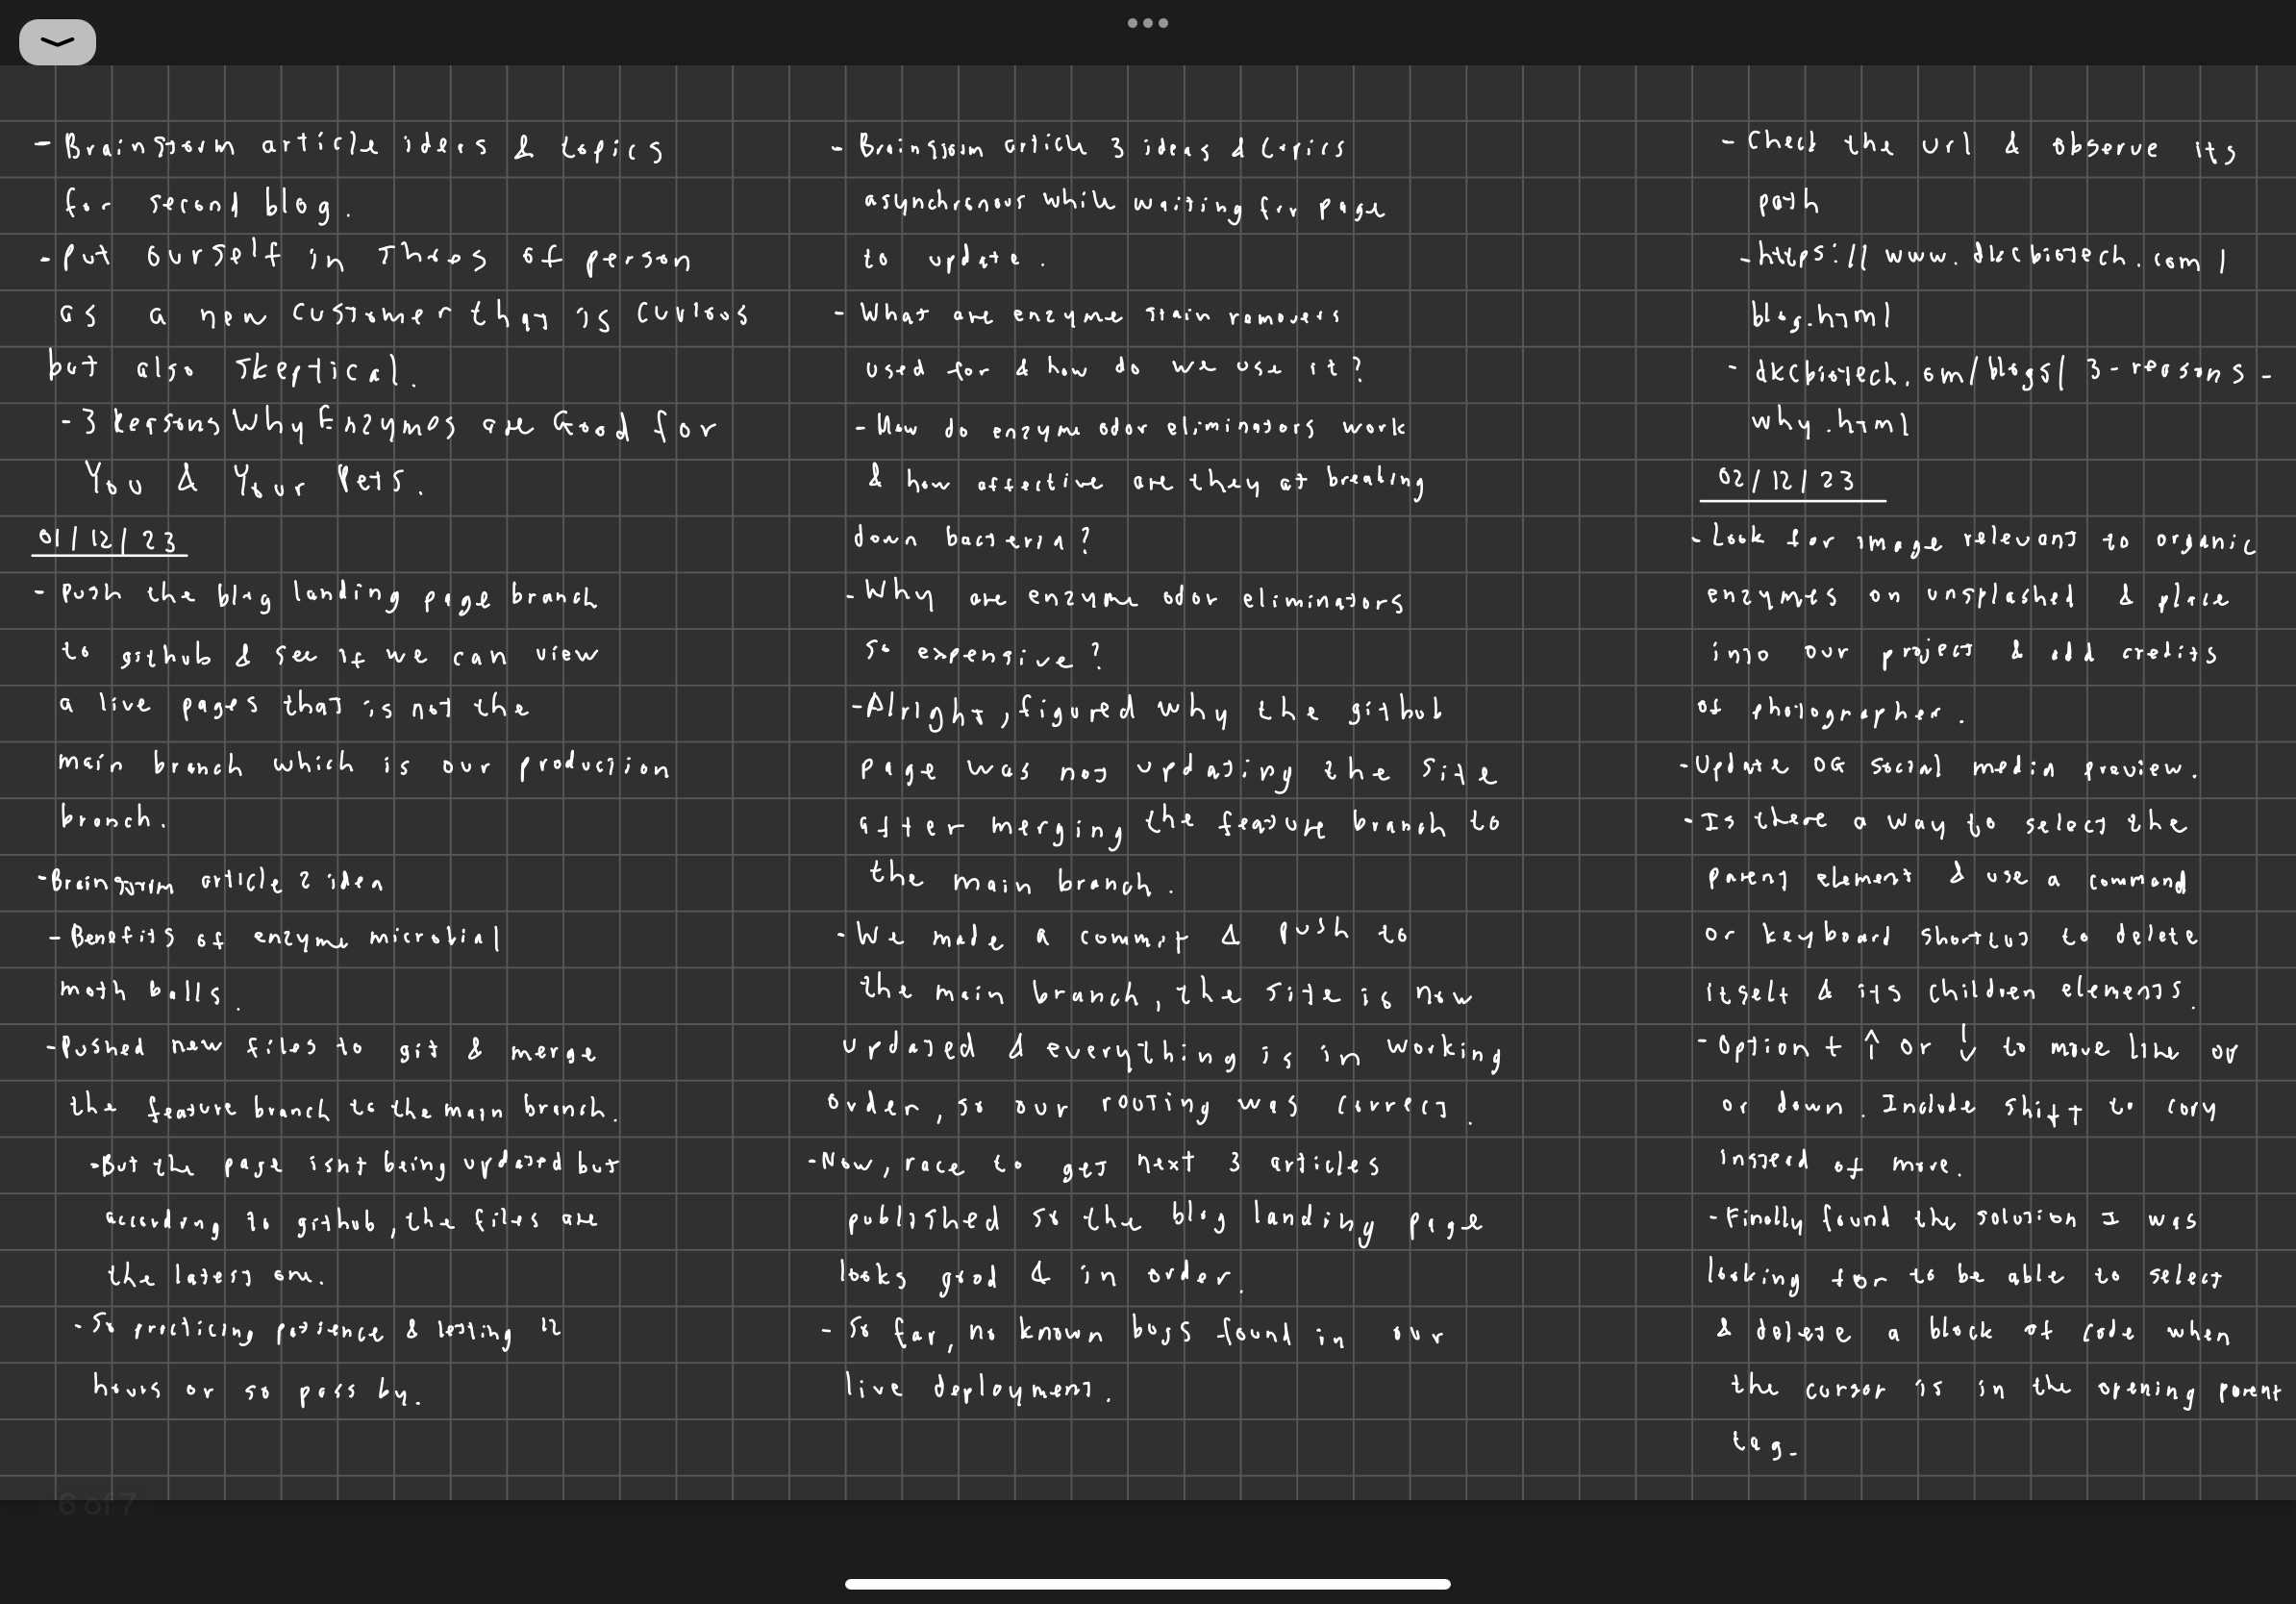 - Brainstorm article ideas & topics
for second blog.
- Put ourself in shoes of person
as a new customer that is curious
but also skeptical.
- 3 Reasons Why Enzymes are Good for
You & Your Pets.
01/12/23
- Push the blog landing page branch
to github & see if we can view
a live pages that is not the
main branch which is our production
branch.
- Brainstorm article 2 idea
- Benefits of enzyme microbial
moth balls.
- Pushed new files to git & merge
the feature branch to the main branch.
- But the page isnt being updated but
according to github, the files are
the latest one.
- So practicing patience & letting 12
hours or so pass by.
- Brainstorm article 3 ideas & topics
asynchronous while waiting for page
to update.
- What are enzyme stain removers
used for & how do we use it?
- How do enzyme odor eliminators work
& how affective are they at breaking
down bacteria?
- Why are enzyme odor eliminators
so expensive?
- Alright, figured why the github
page was not updating the site
after merging the feature branch to
the main branch.
- We made a commit & push to
the main branch, the site is now
updated & everything is in working
order, so our routing was correct.
- Now, race to get next 3 articles
published so the blog landing page
looks good & in order.
- So far, no known bugs found in our
live deployment.
- Check the url & observe its
path
- https://www.dkcbiotech.com/
blog.html
- dkcbiotech.om/blogs/3-reasons-
why.html
02/12/23
- Look for image relevant to organic
enzymes on unsplashed & place
into our project & add credits
of photographer.
- Update OG social media preview.
- Is there a way to select the
parent element & use a command
or keyboard shortcut to delete
itself & its children elements.
- Option + ↑ or ↓ to move line or
or down. Include shift to copy
instead of move.
- Finally found the solution I was
looking for to be able to select
& delete a block of code when
the cursor is in the opening parent
tag.
6 of 7